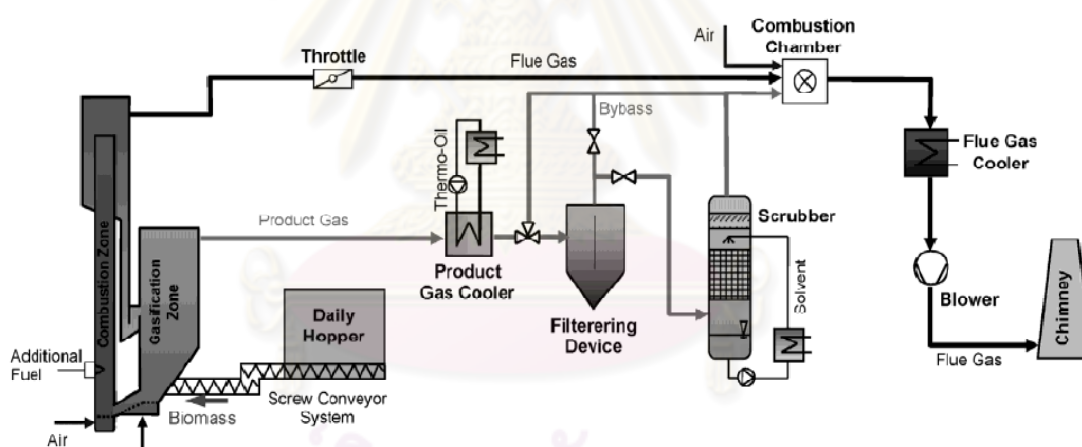 Combustion
Chamber
Air
Throttle
Flue Gas
Bybass
Thermo-Oil
Flue Gas
Cooler
Product Gas
Scrubber
Combustion Zone
Gasification
Zone
Product
Gas Cooler
Solvent
Daily
Hopper
Filterering
Device
Blower
Chimney
Additional
Fuel
Flue Gas
Biomass
Screw Conveyor
System
Air